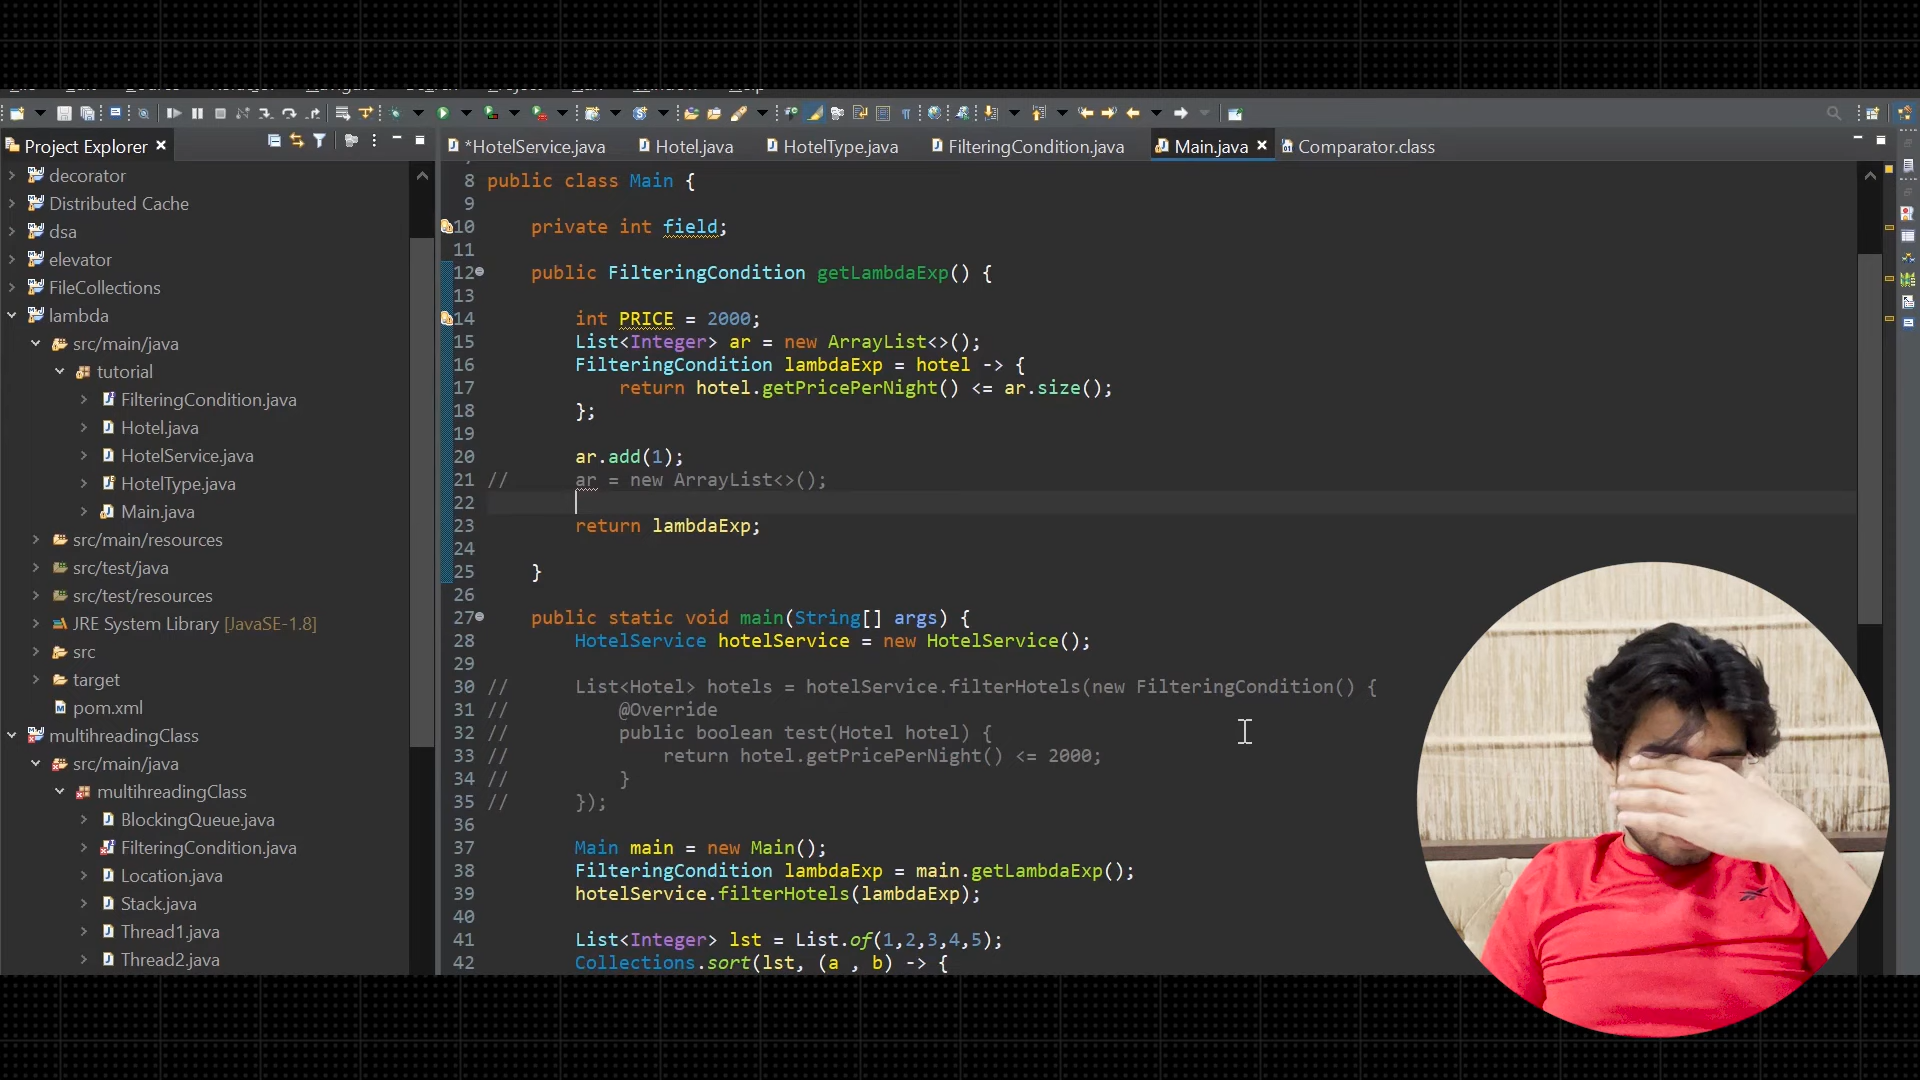 Project Explorer
*HotelService.java
Hotel.java
HotelType.java
FilteringCondition.java
Main.java
Comparator.class
decorator
Distributed Cache
dsa
elevator
FileCollections
lambda
src/main/java
tutorial
FilteringCondition.java
Hotel.java
HotelService.java
HotelType.java
Main.java
src/main/resources
src/test/java
src/test/resources
JRE System Library [JavaSE-1.8]
src
target
pom.xml
multihreadingClass
src/main/java
multihreadingClass
BlockingQueue.java
FilteringCondition.java
Location.java
Stack.java
Thread1.java
Thread2.java
8 public class Main {
9
10 private int field;
11
12 public FilteringCondition getLambdaExp() {
13
14 int PRICE = 2000;
15 List<Integer> ar = new ArrayList<>();
16 FilteringCondition lambdaExp = hotel -> {
17 return hotel.getPricePerNight() <= ar.size();
18 };
19
20 ar.add(1);
21 // ar = new ArrayList<>();
22
23 return lambdaExp;
24
25 }
26
27 public static void main(String[] args) {
28 HotelService hotelService = new HotelService();
29
30 // List<Hotel> hotels = hotelService.filterHotels(new FilteringCondition() {
31 // @Override
32 // public boolean test(Hotel hotel) {
33 // return hotel.getPricePerNight() <= 2000;
34 // }
35 // });
36
37 Main main = new Main();
38 FilteringCondition lambdaExp = main.getLambdaExp();
39 hotelService.filterHotels(lambdaExp);
40
41 List<Integer> lst = List.of(1,2,3,4,5);
42 Collections.sort(lst, (a , b) -> {